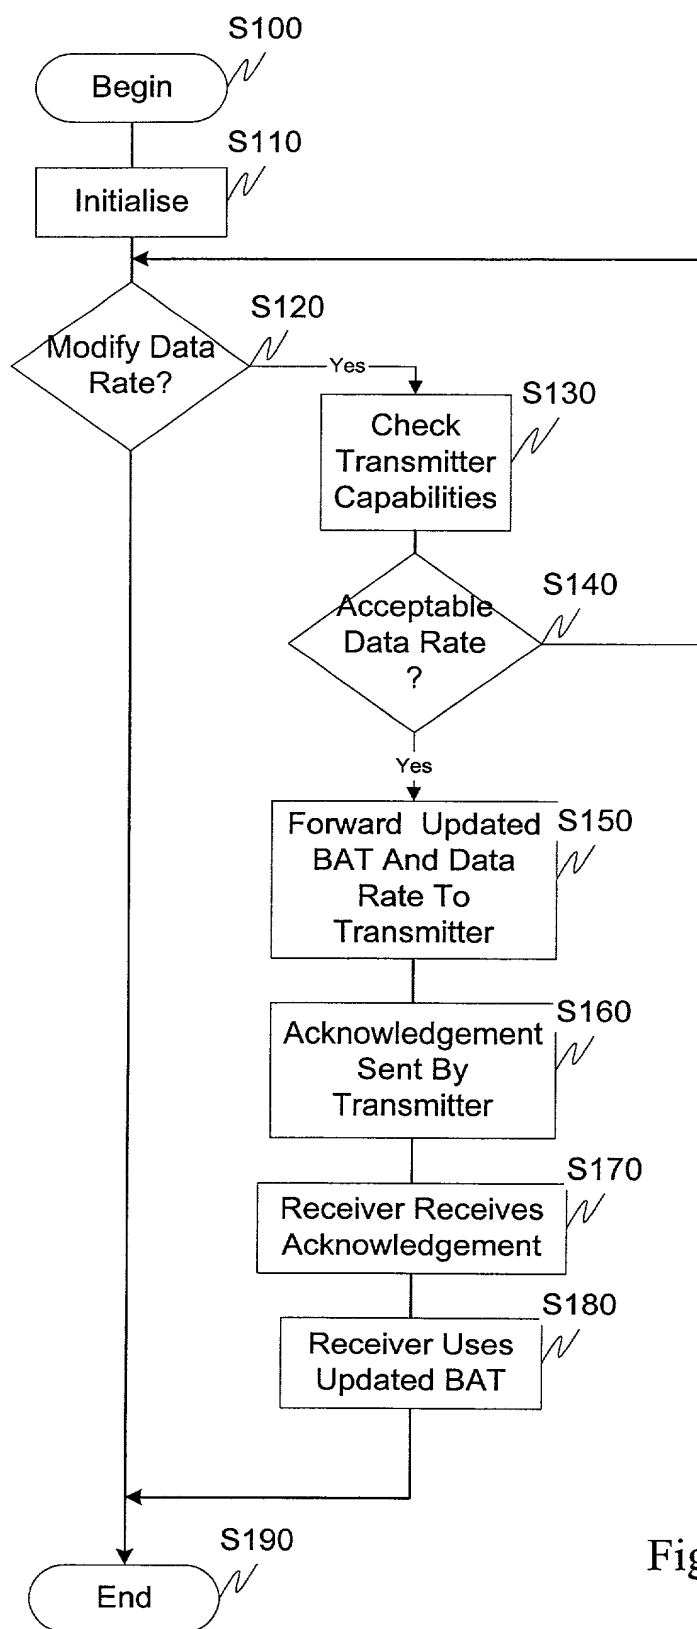 S100
Begin
S110
Initialise
S120
Modify Data
Rate?
Yes
S130
Check
Transmitter
Capabilities
S140
Acceptable
Data Rate
?
Yes
S150
Forward Updated
BAT And Data
Rate To
Transmitter
S160
Acknowledgement
Sent By
Transmitter
S170
Receiver Receives
Acknowledgement
S180
Receiver Uses
Updated BAT
S190
End
Fig